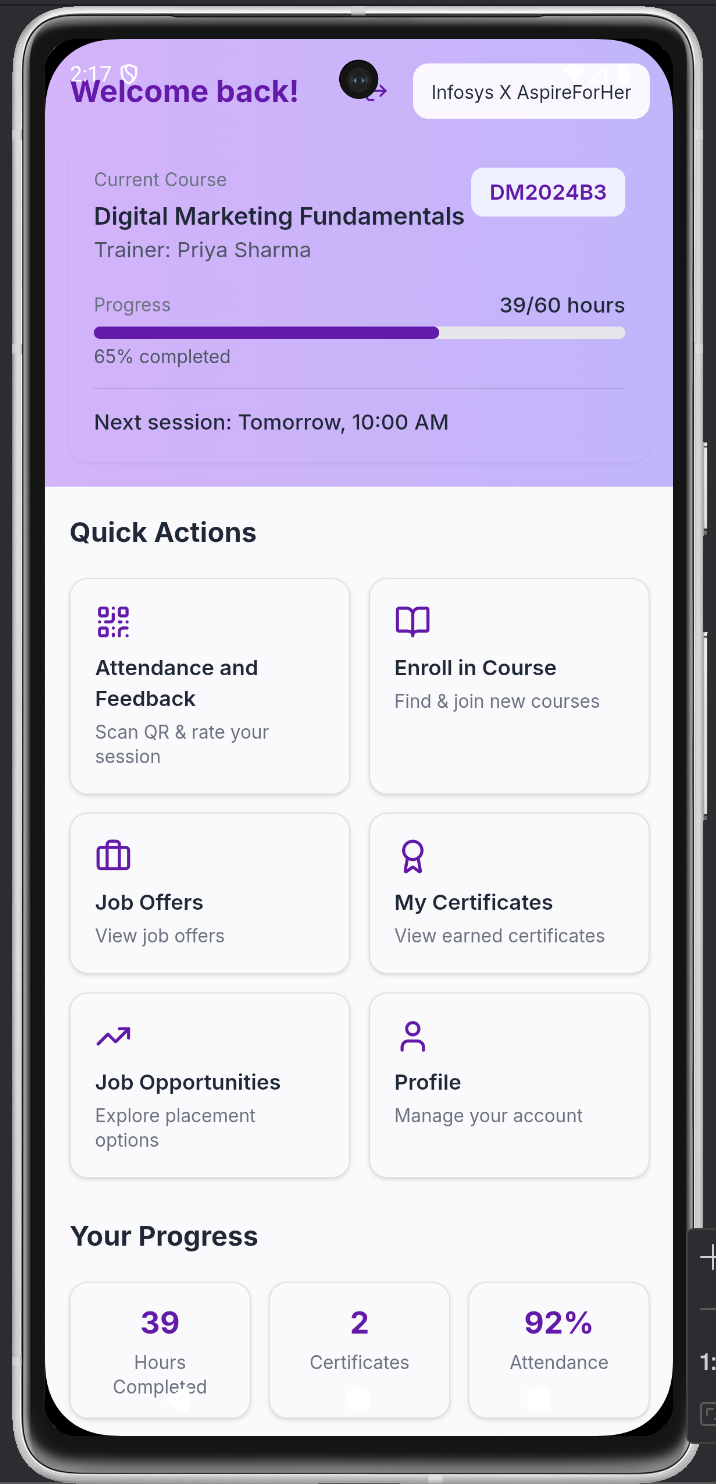 2:17
Welcome back!
Infosys X AspireForHer
Current Course
DM2024B3
Digital Marketing Fundamentals
Trainer: Priya Sharma
Progress
39/60 hours
65% completed
Next session: Tomorrow, 10:00 AM
Quick Actions
Attendance and
Feedback
Scan QR & rate your
session
Enroll in Course
Find & join new courses
Job Offers
View job offers
My Certificates
View earned certificates
Job Opportunities
Explore placement
options
Profile
Manage your account
Your Progress
39
Hours
Completed
2
Certificates
92%
Attendance
1: